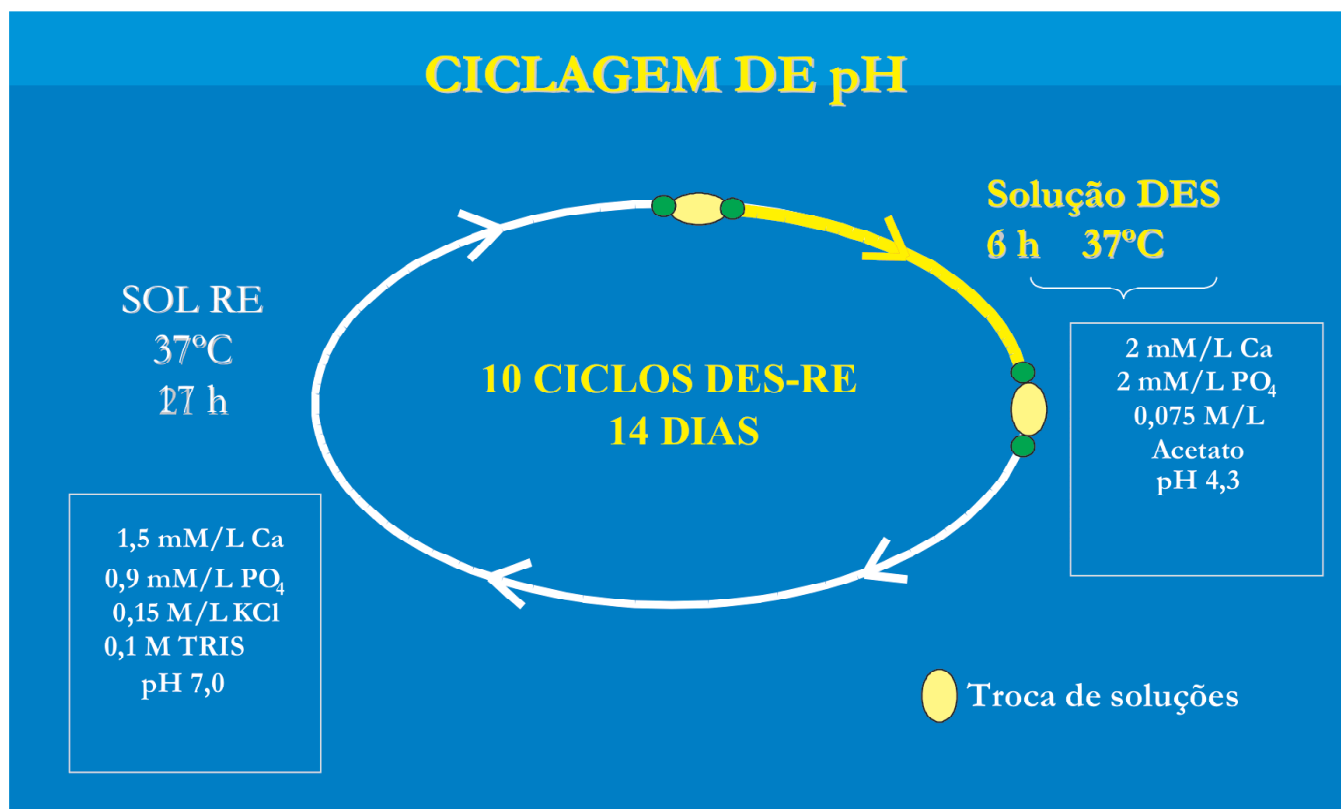 CICLAGEM DE pH
Solução DES
6 h 37ºC
2 mM/L Ca
2 mM/L PO₄
0,075 M/L
Acetato
pH 4,3
SOL RE
37ºC
h
10 CICLOS DES-RE
14 DIAS
1,5 mM/L Ca
0,9 mM/L PO₄
0,15 M/L KCl
0,1 M TRIS
pH 7,0
Troca de soluções